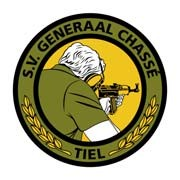 S.V. GENERAAL CHASSÉ
TIEL